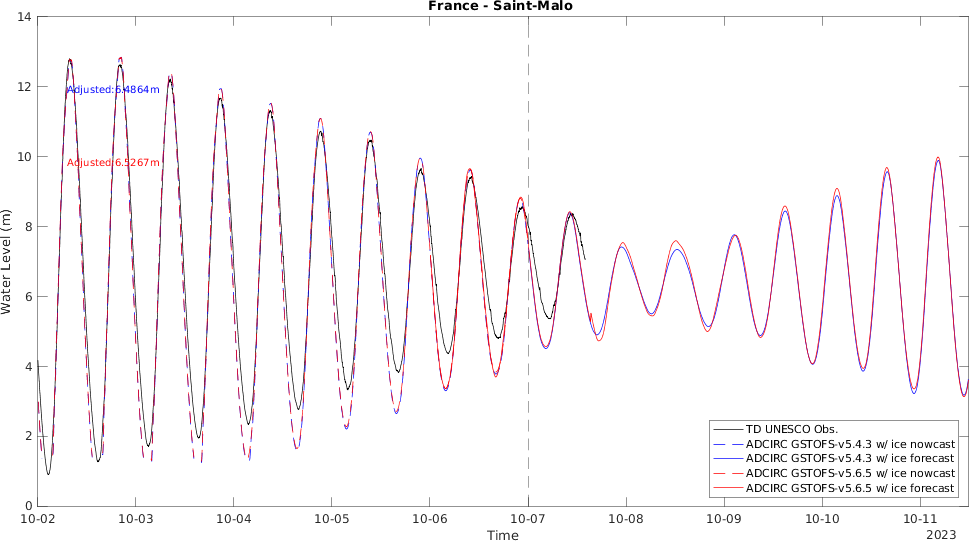 France - Saint-Malo
14
12
10
8
6
4
2
0
Water Level (m)
Adjusted:6.4864m
Adjusted:6.5267m
TD UNESCO Obs.
ADCIRC GSTOFS-v5.4.3 w/ ice nowcast
ADCIRC GSTOFS-v5.4.3 w/ ice forecast
ADCIRC GSTOFS-v5.6.5 w/ ice nowcast
ADCIRC GSTOFS-v5.6.5 w/ ice forecast
10-02 10-03 10-04 10-05 10-06 10-07 10-08 10-09 10-10 10-11
Time
2023